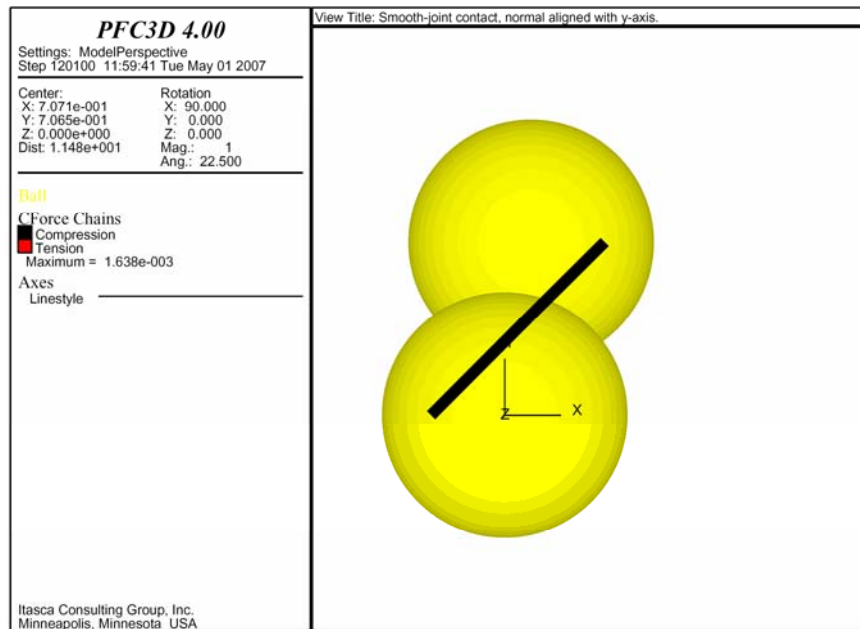 PFC3D 4.00
Settings: ModelPerspective
Step 120100 11:59:41 Tue May 01 2007
Center:
X: 7.071e-001
Y: 7.065e-001
Z: 0.000e+000
Dist: 1.148e+001
Rotation
X: 90.000
Y: 0.000
Z: 0.000
Mag.: 1
Ang.: 22.500
Ball
CForce Chains
Compression
Tension
Maximum = 1.638e-003
Axes
Linestyle
Itasca Consulting Group, Inc.
Minneapolis, Minnesota USA
View Title: Smooth-joint contact, normal aligned with y-axis.
X
Z